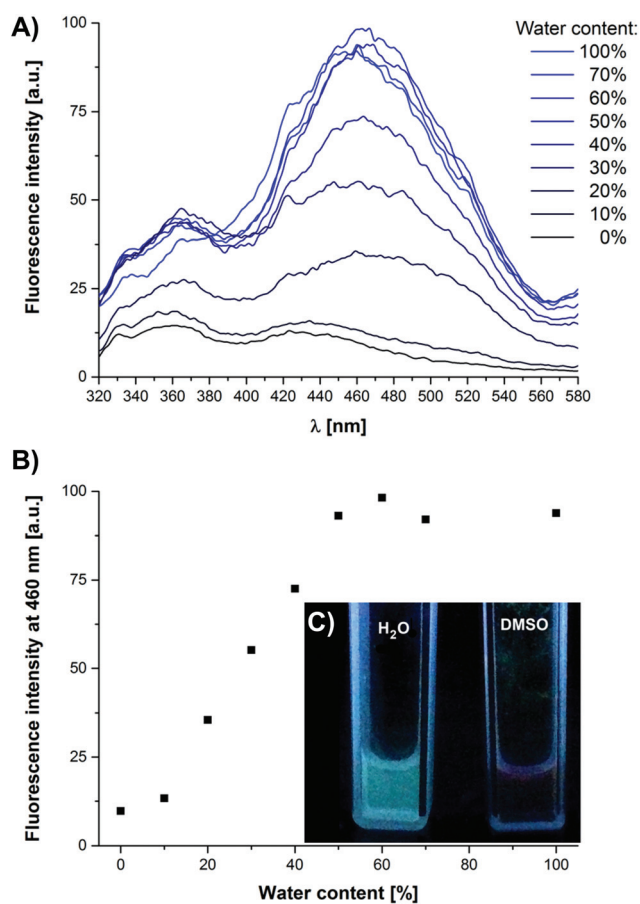 A)
Fluorescence intensity [a.u.]
100
75
50
25
0
320 340 360 380 400 420 440 460 480 500 520 540 560 580
λ [nm]
Water content:
100%
70%
60%
50%
40%
30%
20%
10%
0%
B)
Fluorescence intensity at 460 nm [a.u.]
100
75
50
25
0
0 20 40 60 80 100
Water content [%]
C)
H₂O
DMSO